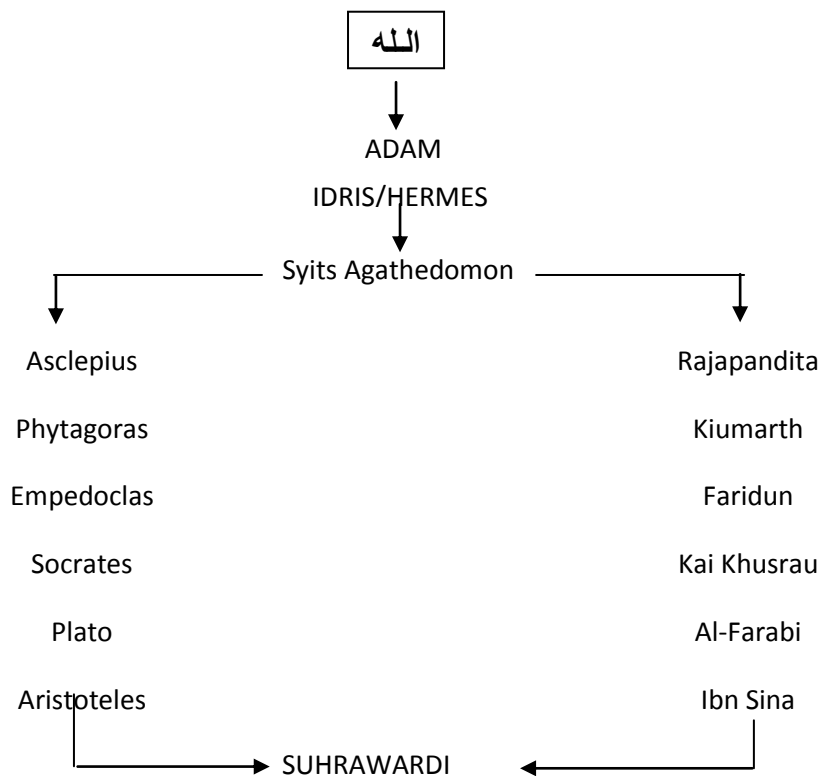 الله
ADAM
IDRIS/HERMES
Syits Agathedomon
Asclepius
Rajapandita
Phytagoras
Kiumarth
Empedoclas
Faridun
Socrates
Kai Khusrau
Plato
Al-Farabi
Aristoteles
Ibn Sina
SUHRAWARDI